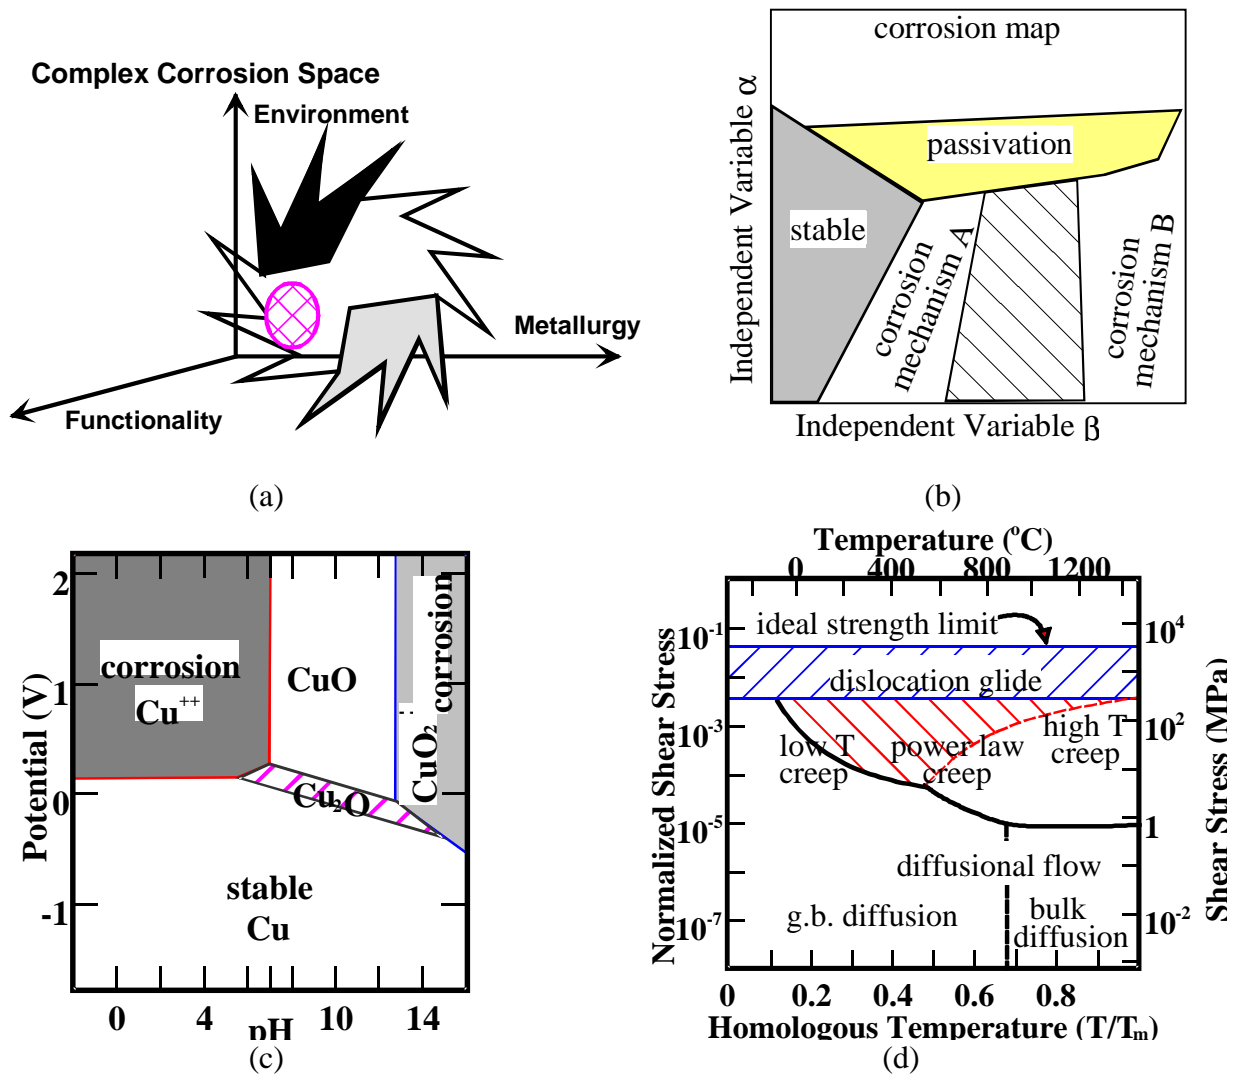 Complex Corrosion Space
Environment
Metallurgy
Functionality
(a)
corrosion map
Independent Variable α
passivation
stable
corrosion
mechanism A
corrosion
mechanism B
Independent Variable β
(b)
Potential (V)
2
1
0
-1
corrosion
Cu++
CuO
CuO2 corrosion
Cu2O
stable
Cu
0 4 10 14
pH
(c)
Temperature (oC)
0 400 800 1200
Normalized Shear Stress
10-1
10-3
10-5
10-7
ideal strength limit
dislocation glide
low T
creep
power law
creep
high T
creep
diffusional flow
g.b. diffusion
bulk
diffusion
104
102
1
10-2
Shear Stress (MPa)
0 0.2 0.4 0.6 0.8
Homologous Temperature (T/Tm)
(d)